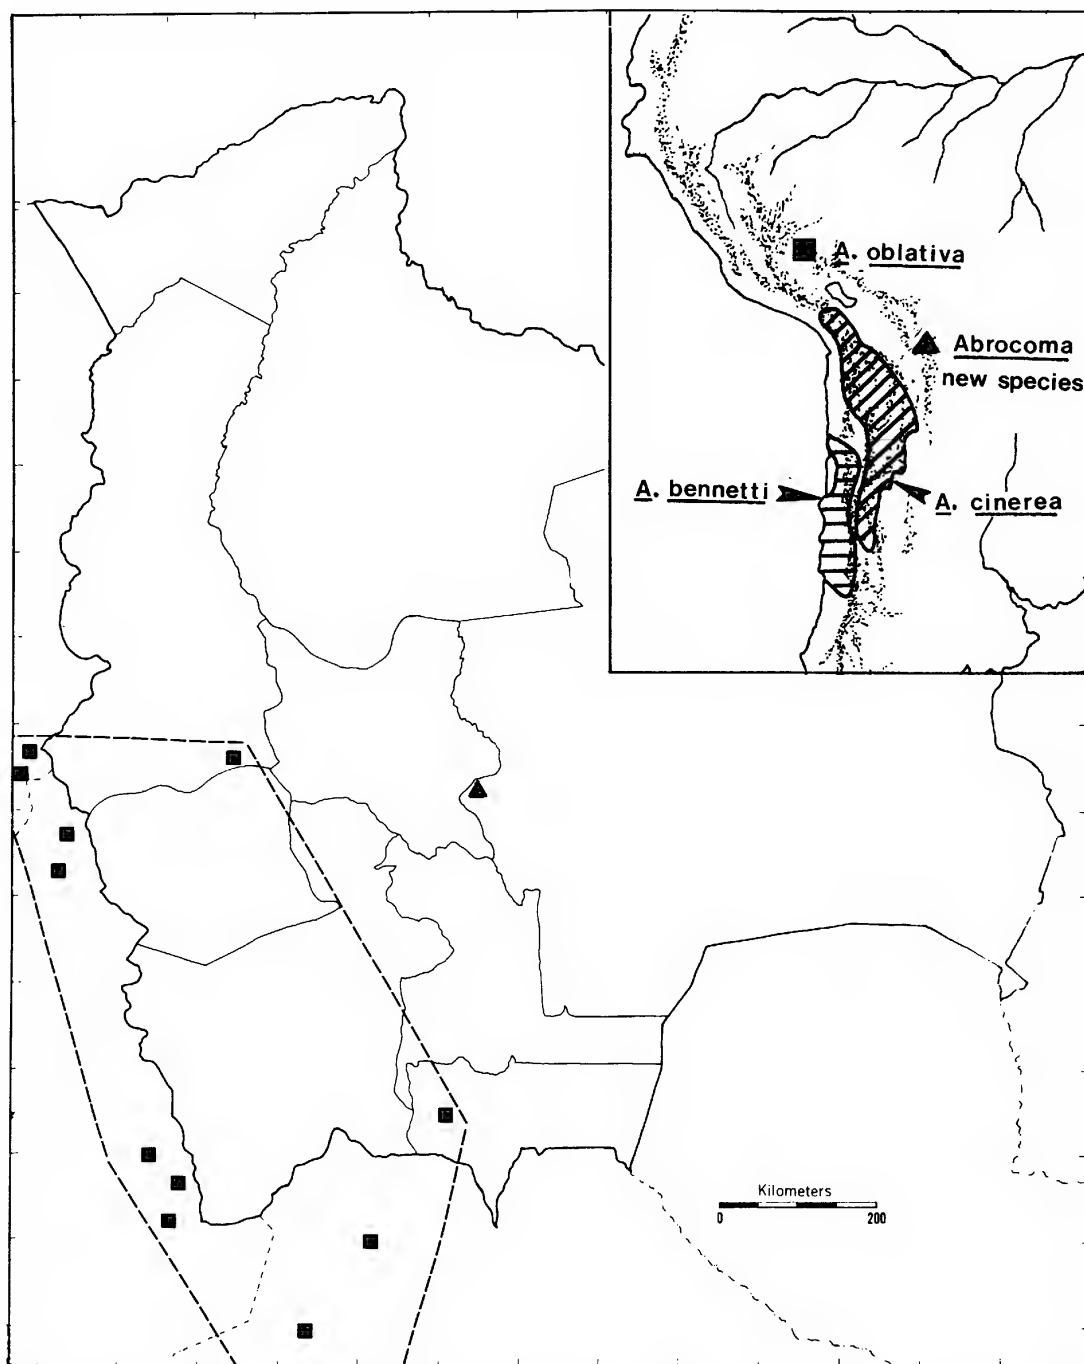 A. oblativa
Abrocoma
new species
A. bennetti
A. cinerea
Kilometers
0 200